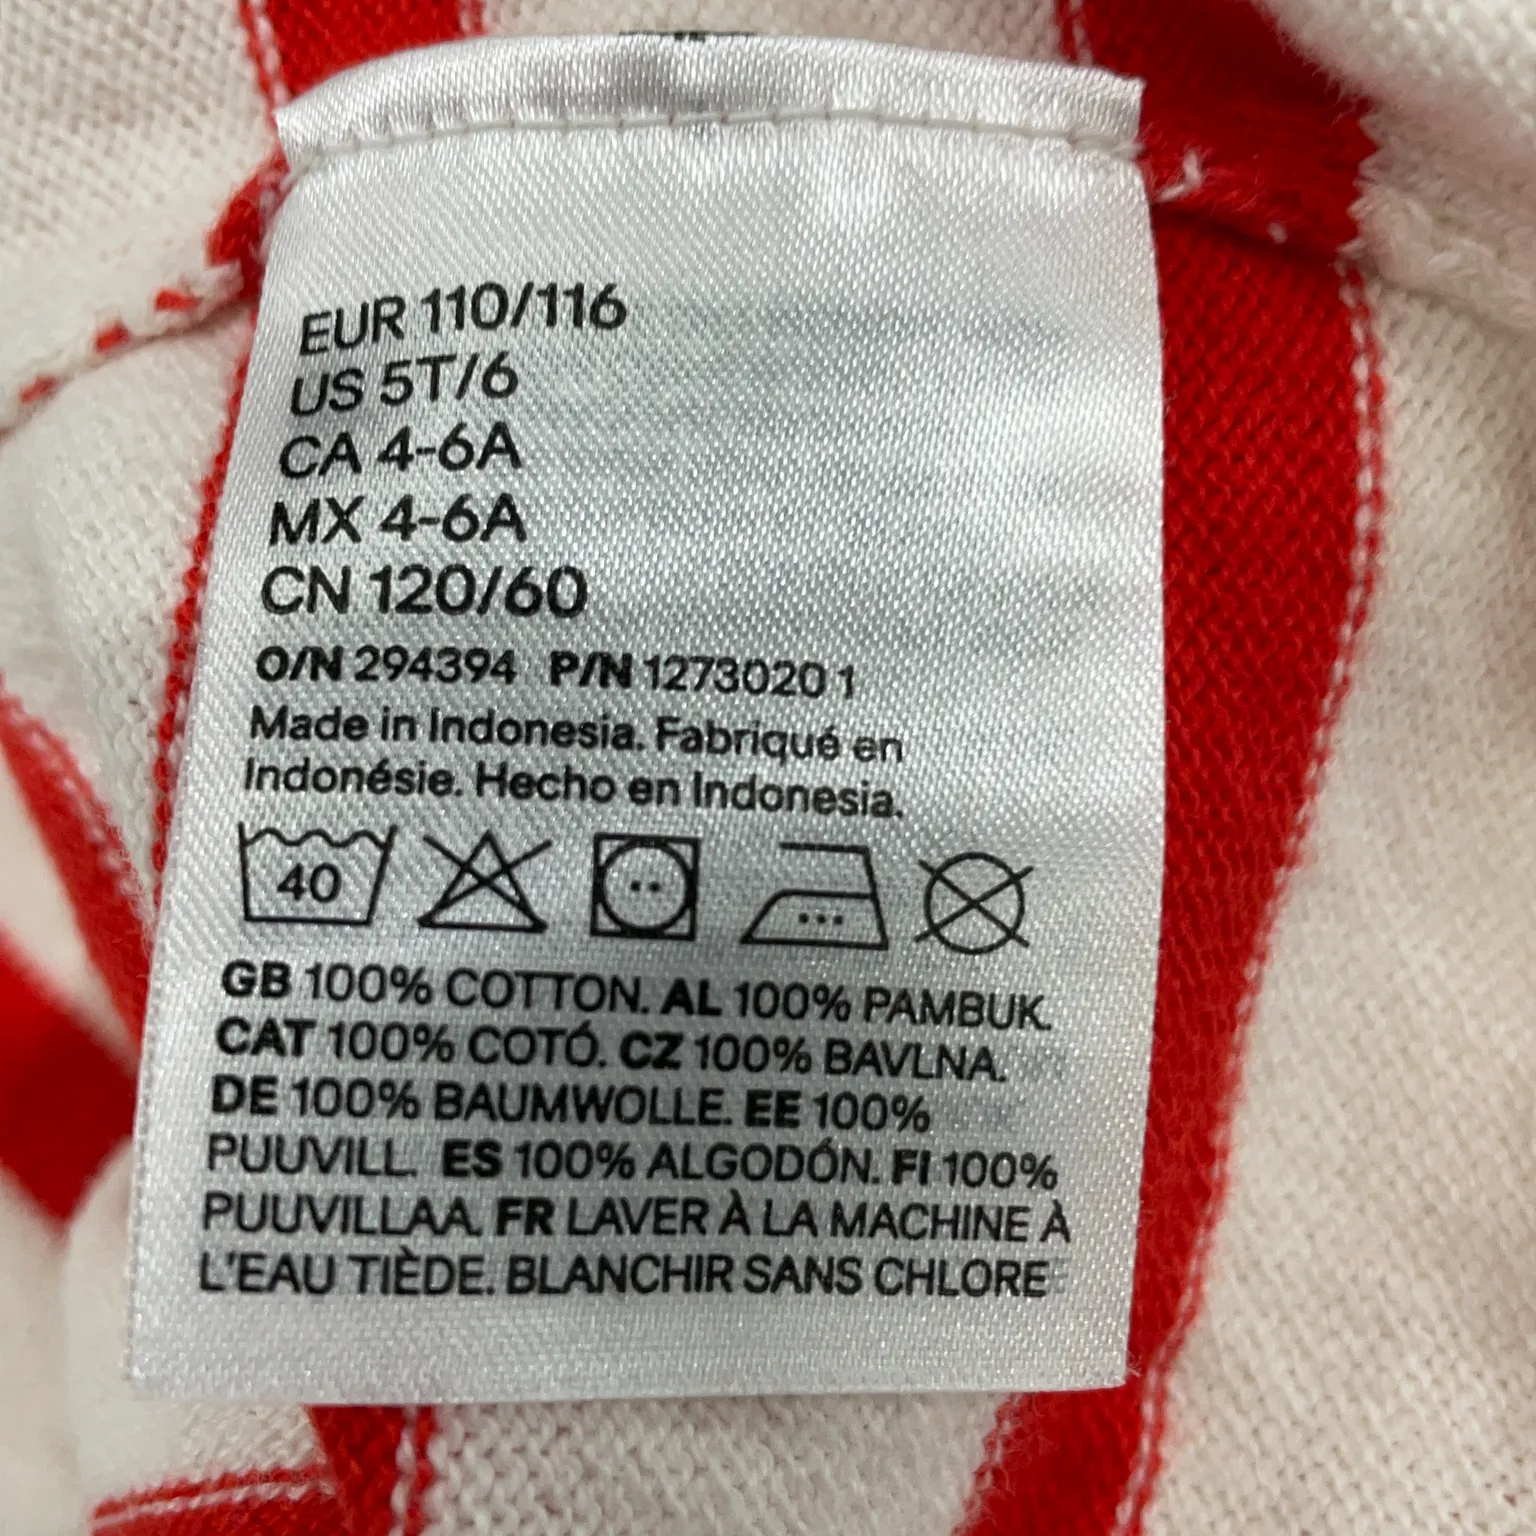 EUR 110/116
US 5T/6
CA 4-6A
MX 4-6A
CN 120/60
O/N 294394 P/N 1273020 1
Made in Indonesia. Fabriqué en
Indonésie. Hecho en Indonesia.
40
GB 100% COTTON. AL 100% PAMBUK.
CAT 100% COTÓ. CZ 100% BAVLNA.
DE 100% BAUMWOLLE. EE 100%
PUUVILL. ES 100% ALGODÓN. FI 100%
PUUVILLAA. FR LAVER À LA MACHINE À
L'EAU TIÈDE. BLANCHIR SANS CHLORE